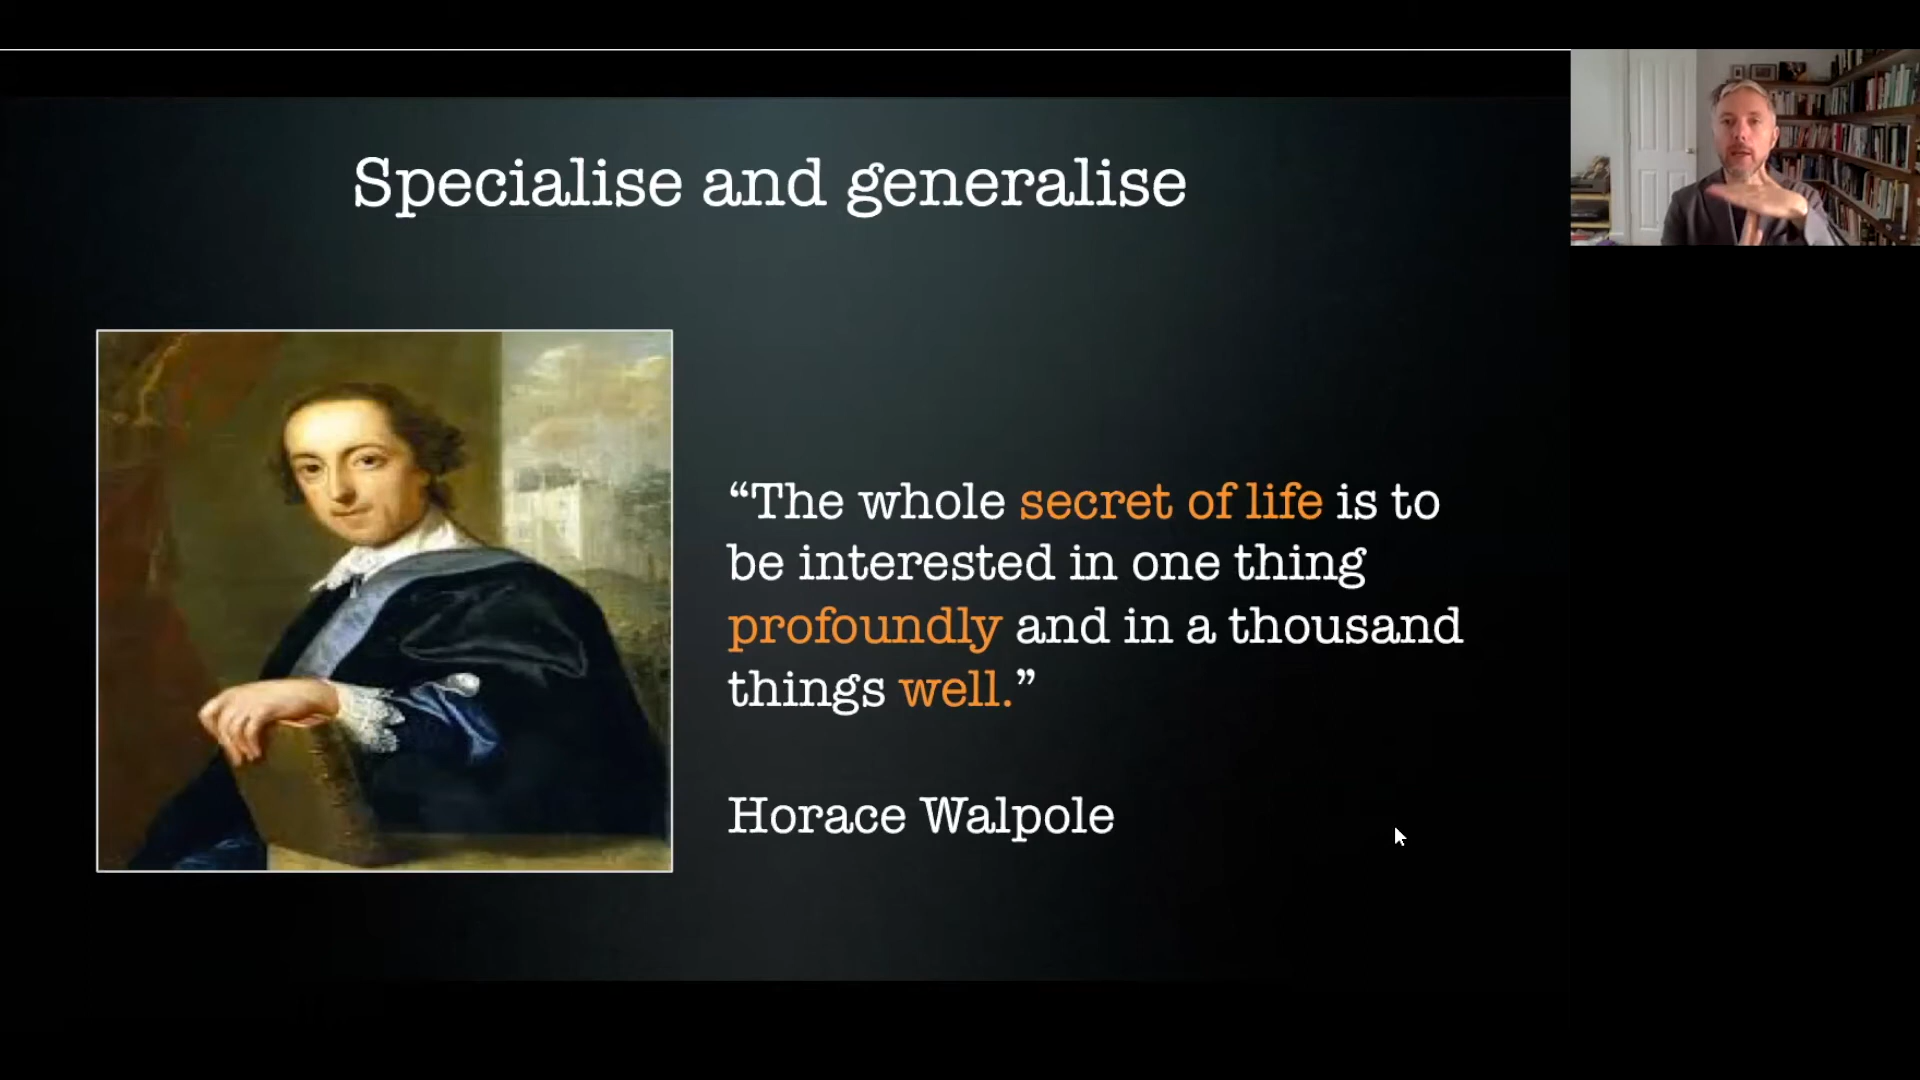 Specialise and generalise
“The whole secret of life is to
be interested in one thing
profoundly and in a thousand
things well.”
Horace Walpole